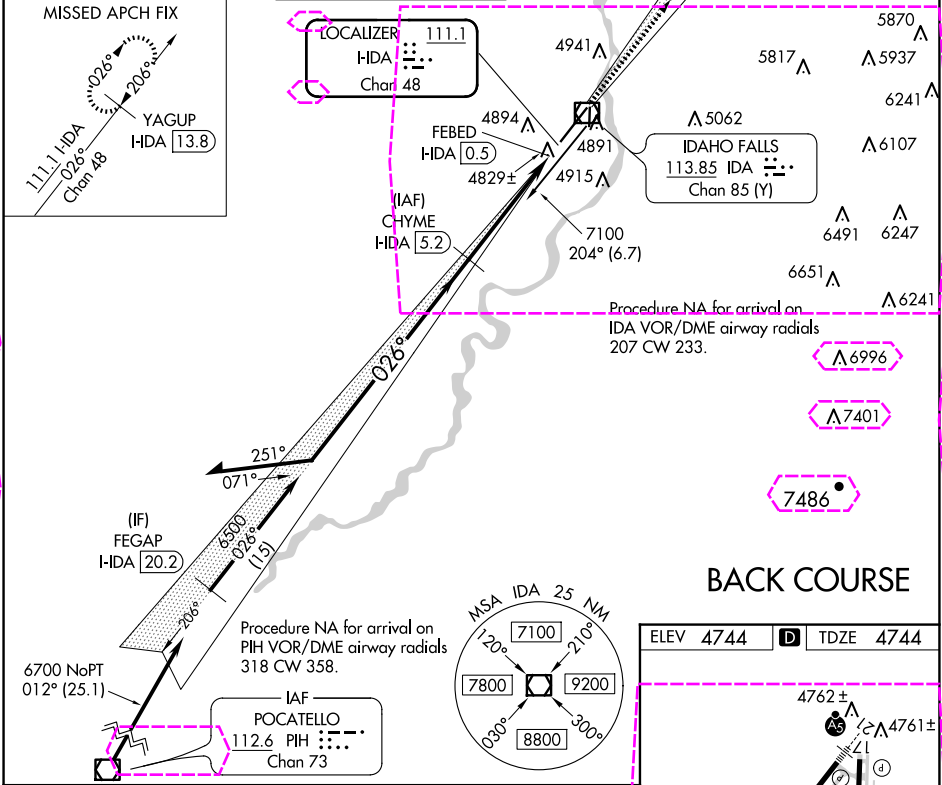 MISSED APCH FIX
026°
206°
YAGUP
I-IDA 13.8
111.1 I-IDA
026°
Chan 48
LOCALIZER 111.1
I-IDA
Chan 48
4941
5870
5817
5937
6241
4894
5062
FEBED
I-IDA 0.5
4891
6107
4829±
4915
IDAHO FALLS
113.85 IDA
Chan 85 (Y)
(IAF)
CHYME
I-IDA 5.2
7100
204° (6.7)
6491
6247
6651
6241
Procedure NA for arrival on
IDA VOR/DME airway radials
207 CW 233.
026°
6996
7401
7486
251°
071°
(IF)
FEGAP
I-IDA 20.2
6500
026°
(15)
206°
BACK COURSE
Procedure NA for arrival on
PIH VOR/DME airway radials
318 CW 358.
6700 NoPT
012° (25.1)
IAF
POCATELLO
112.6 PIH
Chan 73
MSA IDA 25 NM
120°
7100
210°
7800
9200
030°
8800
300°
ELEV 4744 D TDZE 4744
4762±
A5
4761±
17
P
P